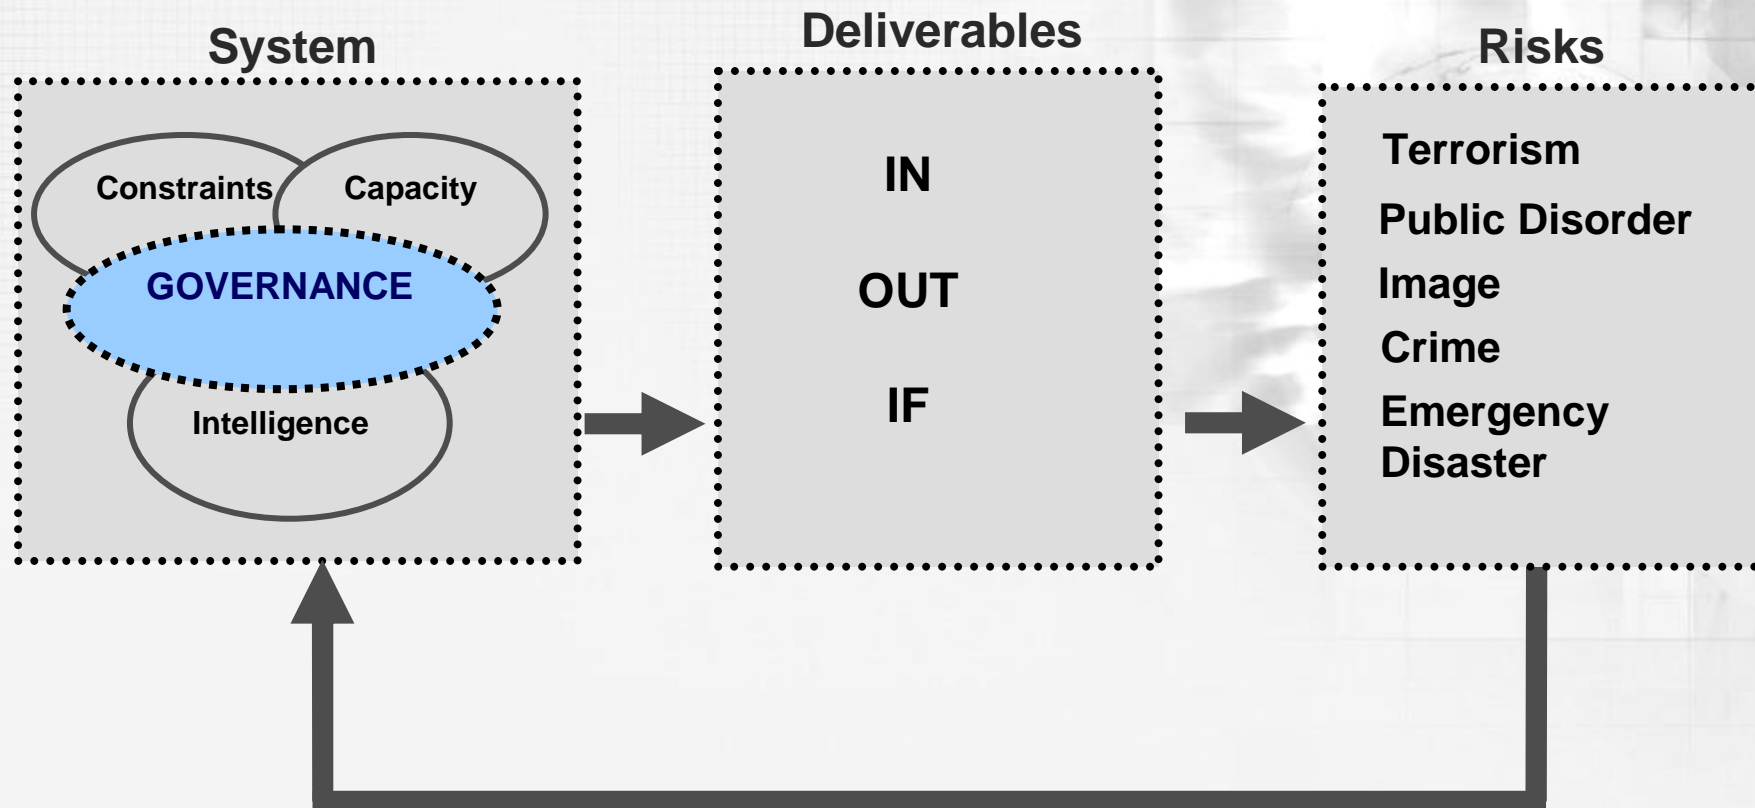 System
Constraints
Capacity
GOVERNANCE
Intelligence
Deliverables
IN
OUT
IF
Risks
Terrorism
Public Disorder
Image
Crime
Emergency
Disaster